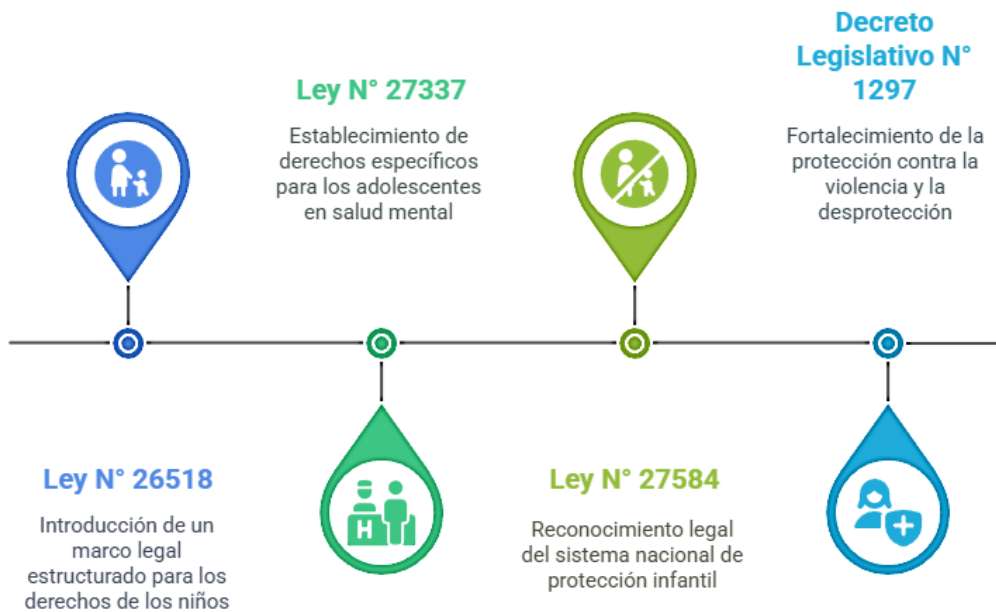 Ley N° 26518
Introducción de un
marco legal
estructurado para los
derechos de los niños
Ley N° 27337
Establecimiento de
derechos específicos
para los adolescentes
en salud mental
H
Ley N° 27584
Reconocimiento legal
del sistema nacional de
protección infantil
Decreto
Legislativo N°
1297
Fortalecimiento de la
protección contra la
violencia y la
desprotección